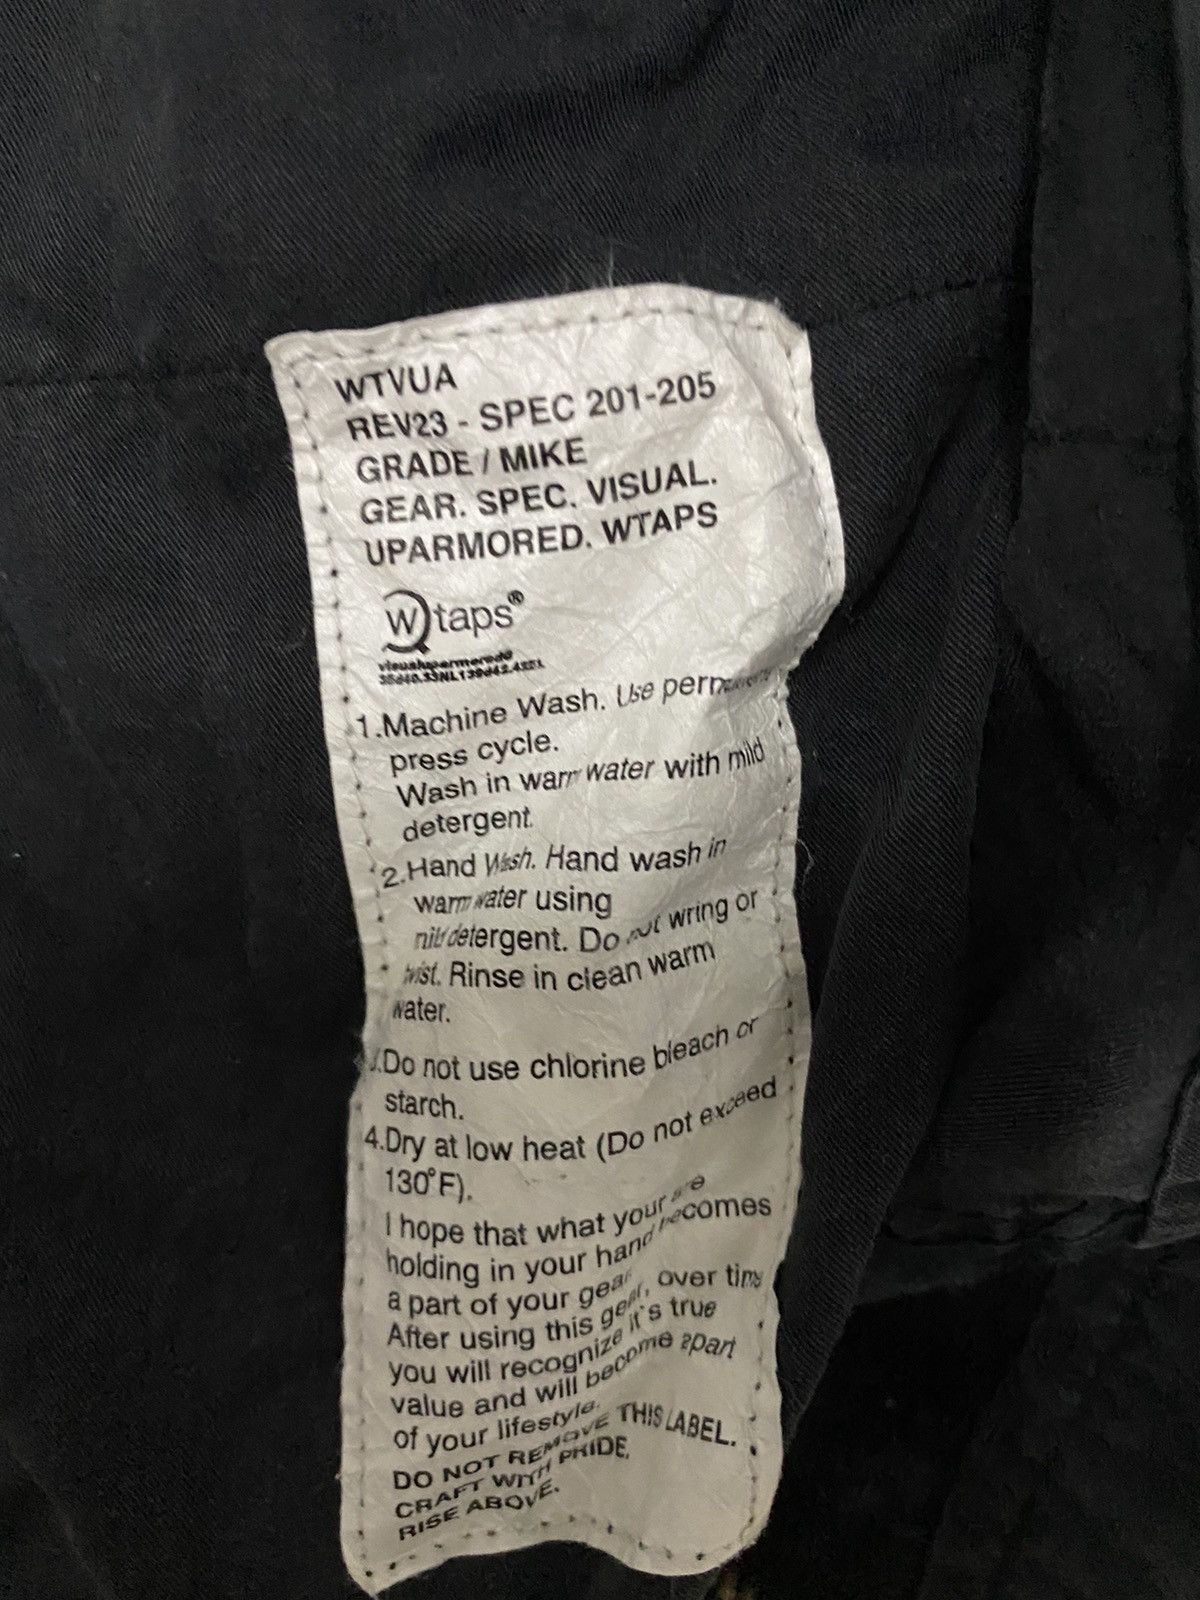 WTVUA
REV23 - SPEC 201-205
GRADE / MIKE
GEAR. SPEC. VISUAL.
UPARMORED. WTAPS
Wtaps®
visualuparmored@
1.Machine Wash. Use permanent
press cycle.
Wash in warm water with mild
detergent.
2.Hand Wash. Hand wash in
warm water using
mild detergent. Do not wring or
twist. Rinse in clean warm
water.
3.Do not use chlorine bleach or
starch.
4.Dry at low heat (Do not exceed
130°F).
I hope that what your are
holding in your hand becomes
a part of your gear, over time
After using this gear,
you will recognize it's true
value and will become apart
of your lifestyle.
DO NOT REMOVE THIS LABEL.
CRAFT WITH PRIDE,
RISE ABOVE.